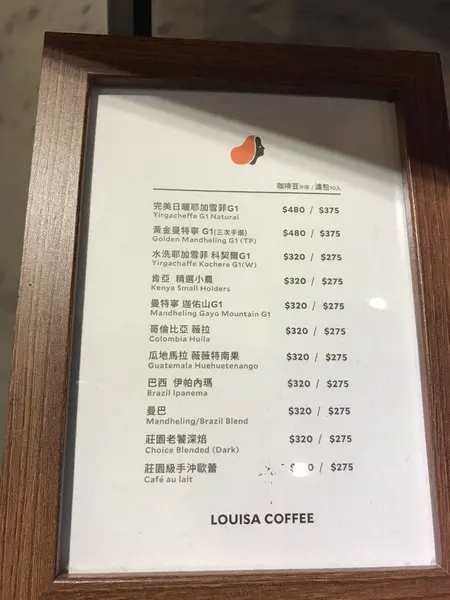 咖啡豆半磅 / 濾包10入
完美日曬耶加雪菲G1 $480 / $375
Yirgacheffe G1 Natural
黃金曼特寧 G1(三次手選) $480 / $375
Golden Mandheling G1 (TP)
水洗耶加雪菲 科契爾G1 $320 / $275
Yirgachaffe Kochere G1(W)
肯亞 精選小農 $320 / $275
Kenya Small Holders
曼特寧 迦佑山G1 $320 / $275
Mandheling Gayo Mountain G1
哥倫比亞 薇拉 $320 / $275
Colombia Huila
瓜地馬拉 薇薇特南果 $320 / $275
Guatemala Huehuetenango
巴西 伊帕內瑪 $320 / $275
Brazil Ipanema
曼巴 $320 / $275
Mandheling/Brazil Blend
莊園老饕深焙 $320 / $275
Choice Blended (Dark)
莊園級手沖歐蕾 / $275
Café au lait
LOUISA COFFEE